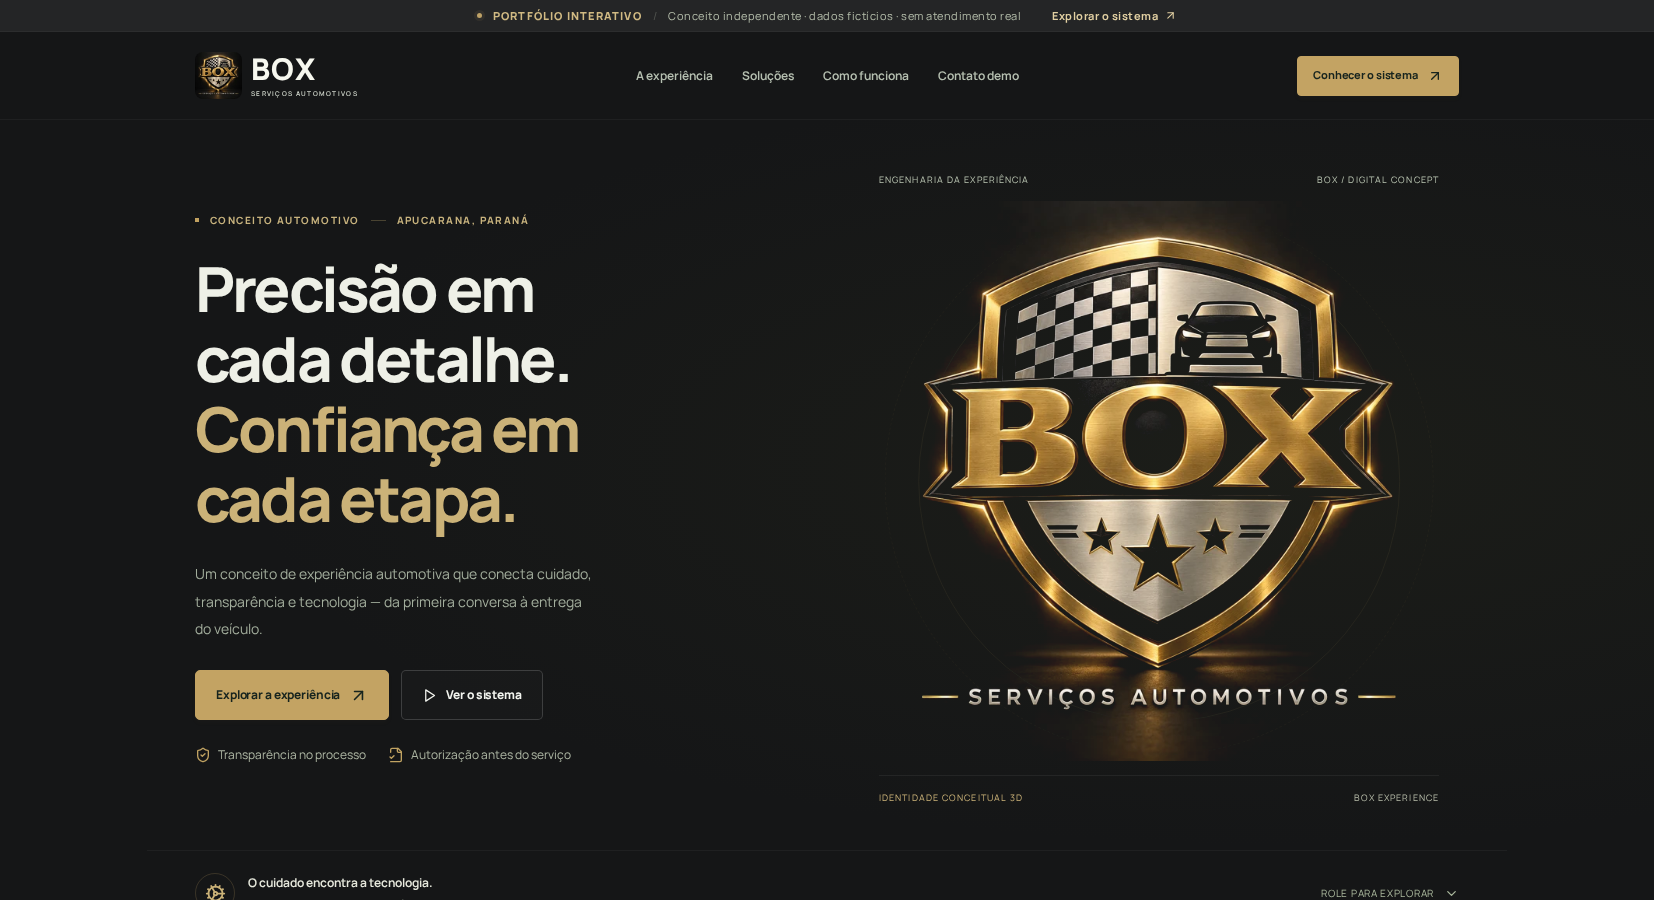 PORTFÓLIO INTERATIVO / Conceito independente · dados fictícios · sem atendimento real Explorar o sistema
BOX
BOX
SERVIÇOS AUTOMOTIVOS
A experiência Soluções Como funciona Contato demo
Conhecer o sistema
ENGENHARIA DA EXPERIÊNCIA BOX / DIGITAL CONCEPT
CONCEITO AUTOMOTIVO — APUCARANA, PARANÁ
Precisão em
cada detalhe.
Confiança em
cada etapa.
Um conceito de experiência automotiva que conecta cuidado,
transparência e tecnologia — da primeira conversa à entrega
do veículo.
Explorar a experiência Ver o sistema
Transparência no processo Autorização antes do serviço
BOX
SERVIÇOS AUTOMOTIVOS
IDENTIDADE CONCEITUAL 3D BOX EXPERIENCE
O cuidado encontra a tecnologia.
ROLE PARA EXPLORAR